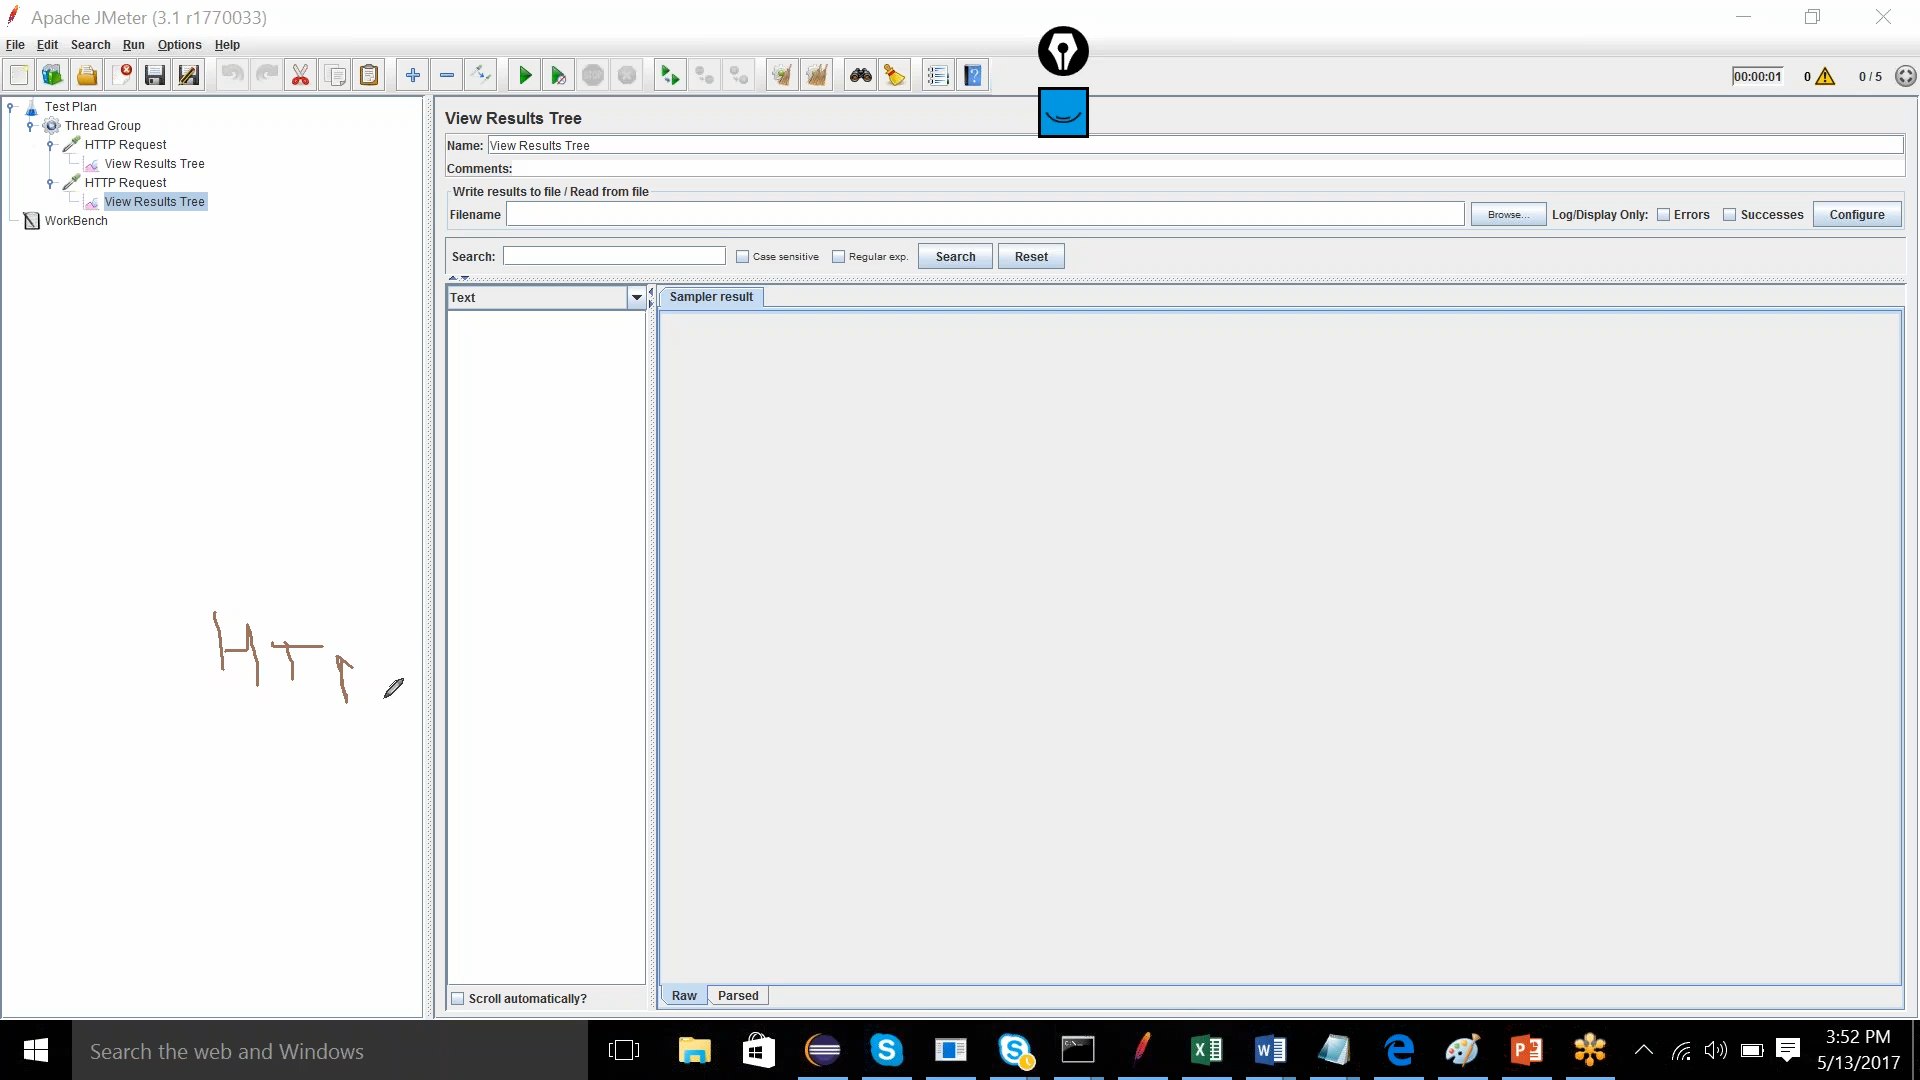 Apache JMeter (3.1 r1770033)
File Edit Search Run Options Help
00:00:01 0 0 / 5
Test Plan
Thread Group
HTTP Request
View Results Tree
HTTP Request
View Results Tree
WorkBench
View Results Tree
Name: View Results Tree
Comments:
Write results to file / Read from file
Filename Browse... Log/Display Only: Errors Successes Configure
Search: Case sensitive Regular exp. Search Reset
Text
Sampler result
Scroll automatically?
Raw Parsed
Search the web and Windows
3:52 PM
5/13/2017